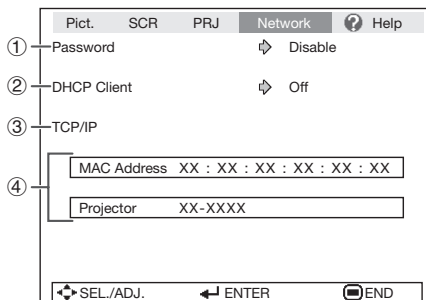 Pict. SCR PRJ Network ? Help
① Password Disable
② DHCP Client Off
③ TCP/IP
④
MAC Address XX : XX : XX : XX : XX : XX
Projector XX-XXXX
SEL./ADJ. ENTER END